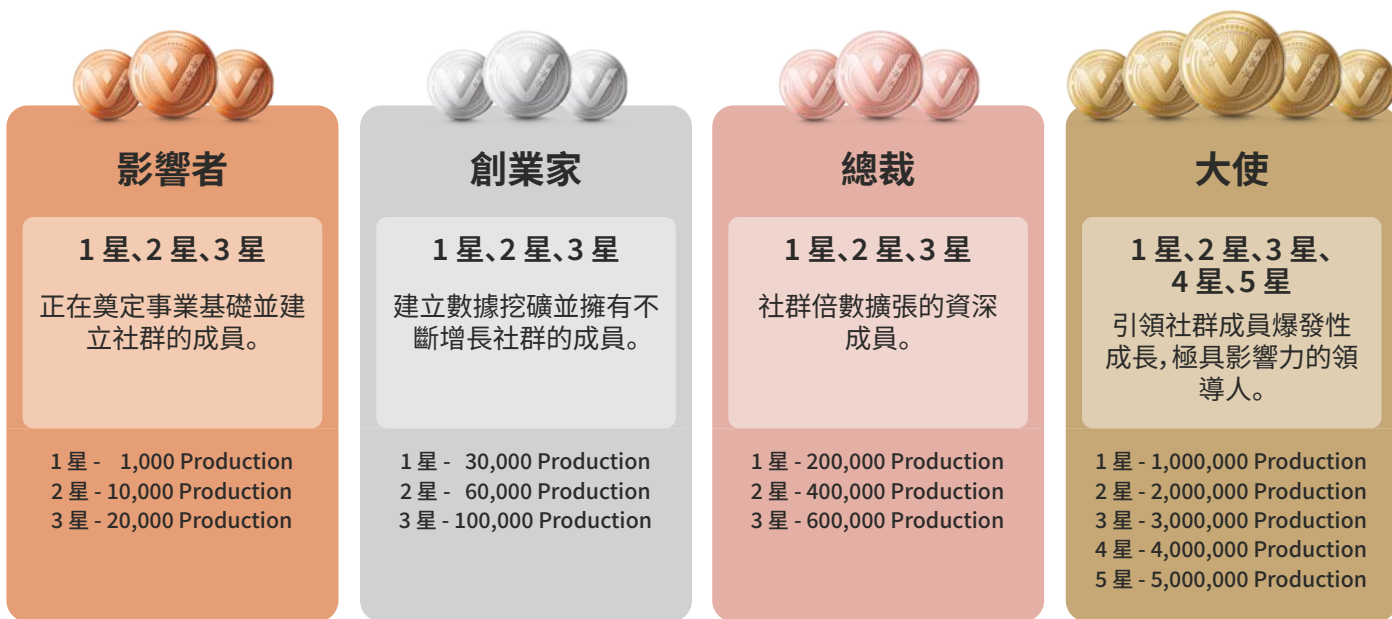 影響者
1 星、2 星、3 星
正在奠定事業基礎並建
立社群的成員。
1 星 - 1,000 Production
2 星 - 10,000 Production
3 星 - 20,000 Production
創業家
1 星、2 星、3 星
建立數據挖礦並擁有不
斷增長社群的成員。
1 星 - 30,000 Production
2 星 - 60,000 Production
3 星 - 100,000 Production
總裁
1 星、2 星、3 星
社群倍數擴張的資深
成員。
1 星 - 200,000 Production
2 星 - 400,000 Production
3 星 - 600,000 Production
大使
1 星、2 星、3 星、
4 星、5 星
引領社群成員爆發性
成長,極具影響力的領
導人。
1 星 - 1,000,000 Production
2 星 - 2,000,000 Production
3 星 - 3,000,000 Production
4 星 - 4,000,000 Production
5 星 - 5,000,000 Production